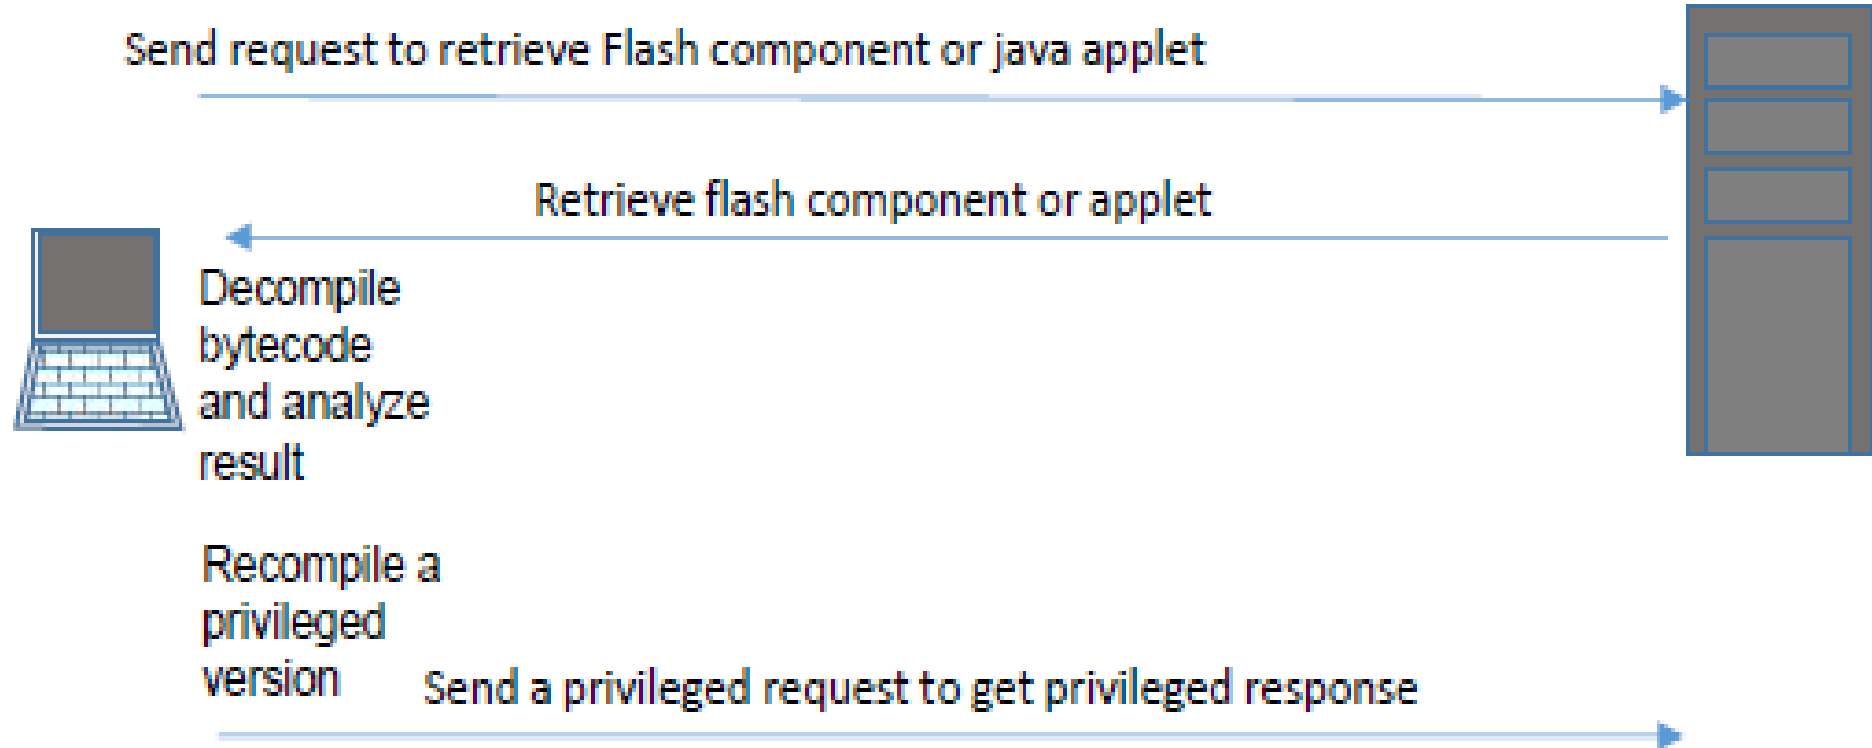 Send request to retrieve Flash component or java applet
Retrieve flash component or applet
Decompile
bytecode
and analyze
result
Recompile a
privileged
version
Send a privileged request to get privileged response